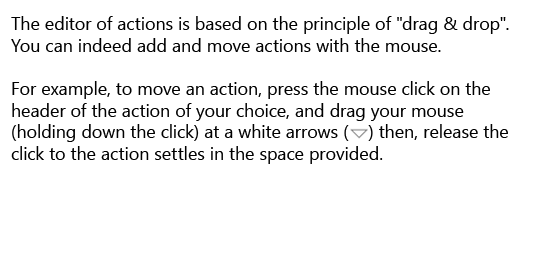 The editor of actions is based on the principle of "drag & drop".
You can indeed add and move actions with the mouse.
For example, to move an action, press the mouse click on the
header of the action of your choice, and drag your mouse
(holding down the click) at a white arrows (▽) then, release the
click to the action settles in the space provided.